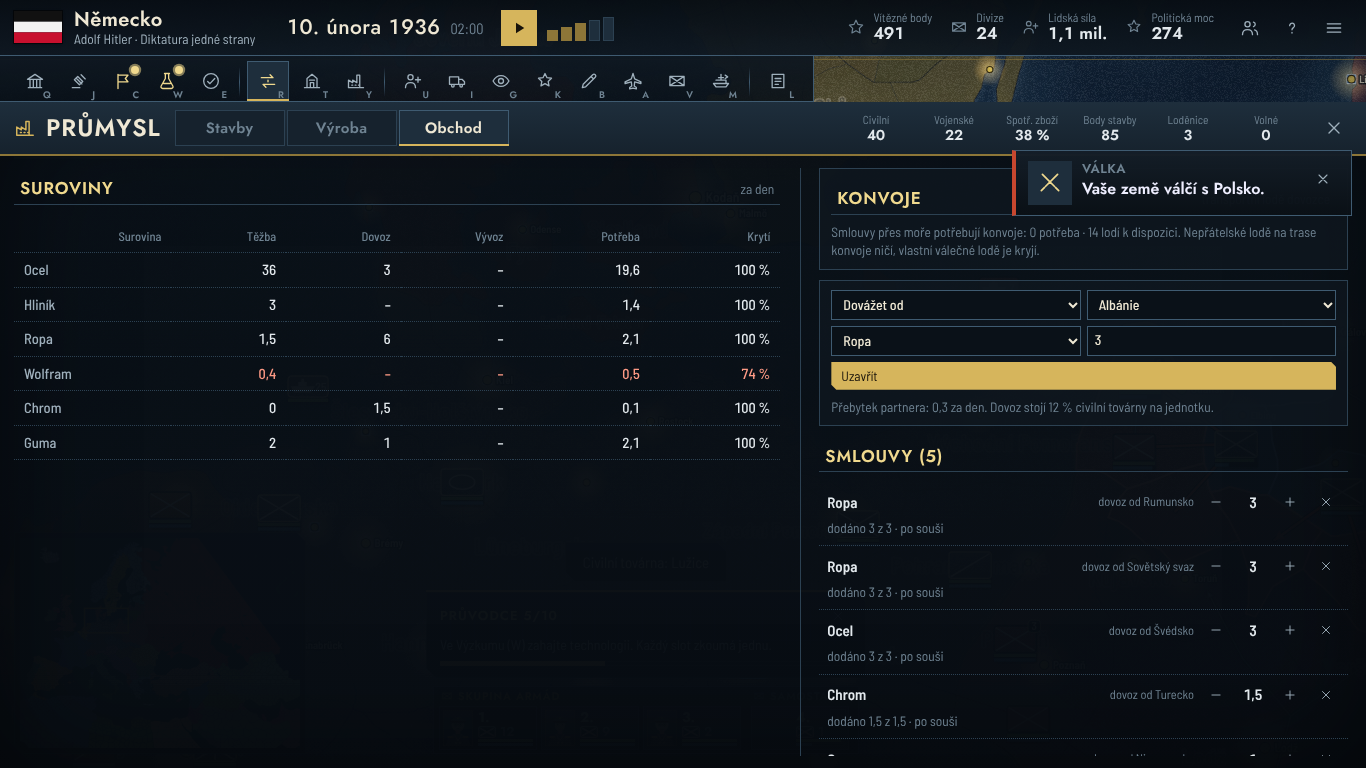 Německo
Adolf Hitler · Diktatura jedné strany
10. února 1936 02:00
Vítězné body
491
Divize
24
Lidská síla
1,1 mil.
Politická moc
274
?
Q J C W E R T Y U I G K B A V M L
PRŮMYSL
Stavby
Výroba
Obchod
Civilní
40
Vojenské
22
Spotř. zboží
38 %
Body stavby
85
Loděnice
3
Volné
0
VÁLKA
Vaše země válčí s Polsko.
SUROVINY
za den
Surovina Těžba Dovoz Vývoz Potřeba Krytí
Ocel 36 3 – 19,6 100 %
Hliník 3 – – 1,4 100 %
Ropa 1,5 6 – 2,1 100 %
Wolfram 0,4 – – 0,5 74 %
Chrom 0 1,5 – 0,1 100 %
Guma 2 1 – 2,1 100 %
KONVOJE
Smlouvy přes moře potřebují konvoje: 0 potřeba · 14 lodí k dispozici. Nepřátelské lodě na trase
konvoje ničí, vlastní válečné lodě je kryjí.
Dovážet od
Albánie
Ropa
3
Uzavřít
Přebytek partnera: 0,3 za den. Dovoz stojí 12 % civilní továrny na jednotku.
SMLOUVY (5)
Ropa dovoz od Rumunsko − 3 + ×
dodáno 3 z 3 · po souši
Ropa dovoz od Sovětský svaz − 3 + ×
dodáno 3 z 3 · po souši
Ocel dovoz od Švédsko − 3 + ×
dodáno 3 z 3 · po souši
Chrom dovoz od Turecko − 1,5 + ×
dodáno 1,5 z 1,5 · po souši
PRŮVODCE 5/10